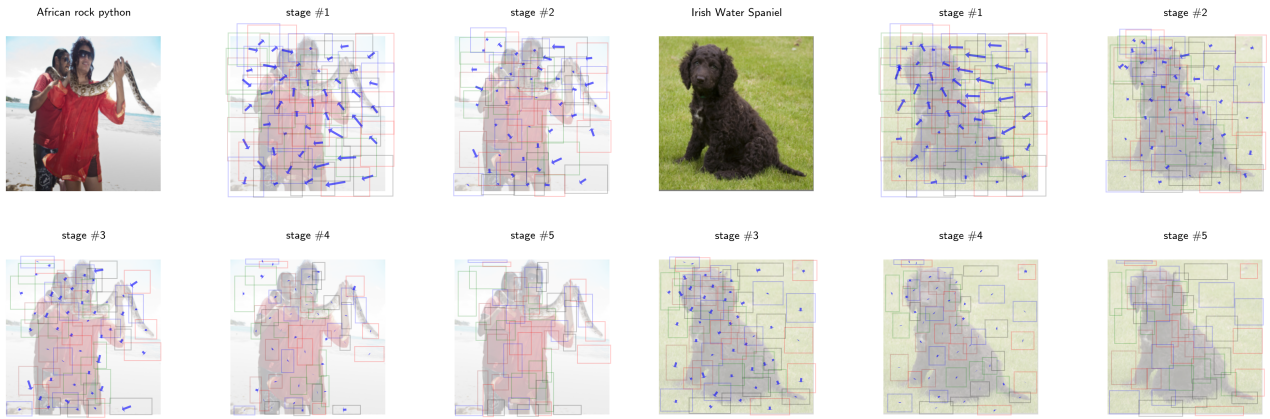 African rock python
stage #1
stage #2
Irish Water Spaniel
stage #1
stage #2
stage #3
stage #4
stage #5
stage #3
stage #4
stage #5